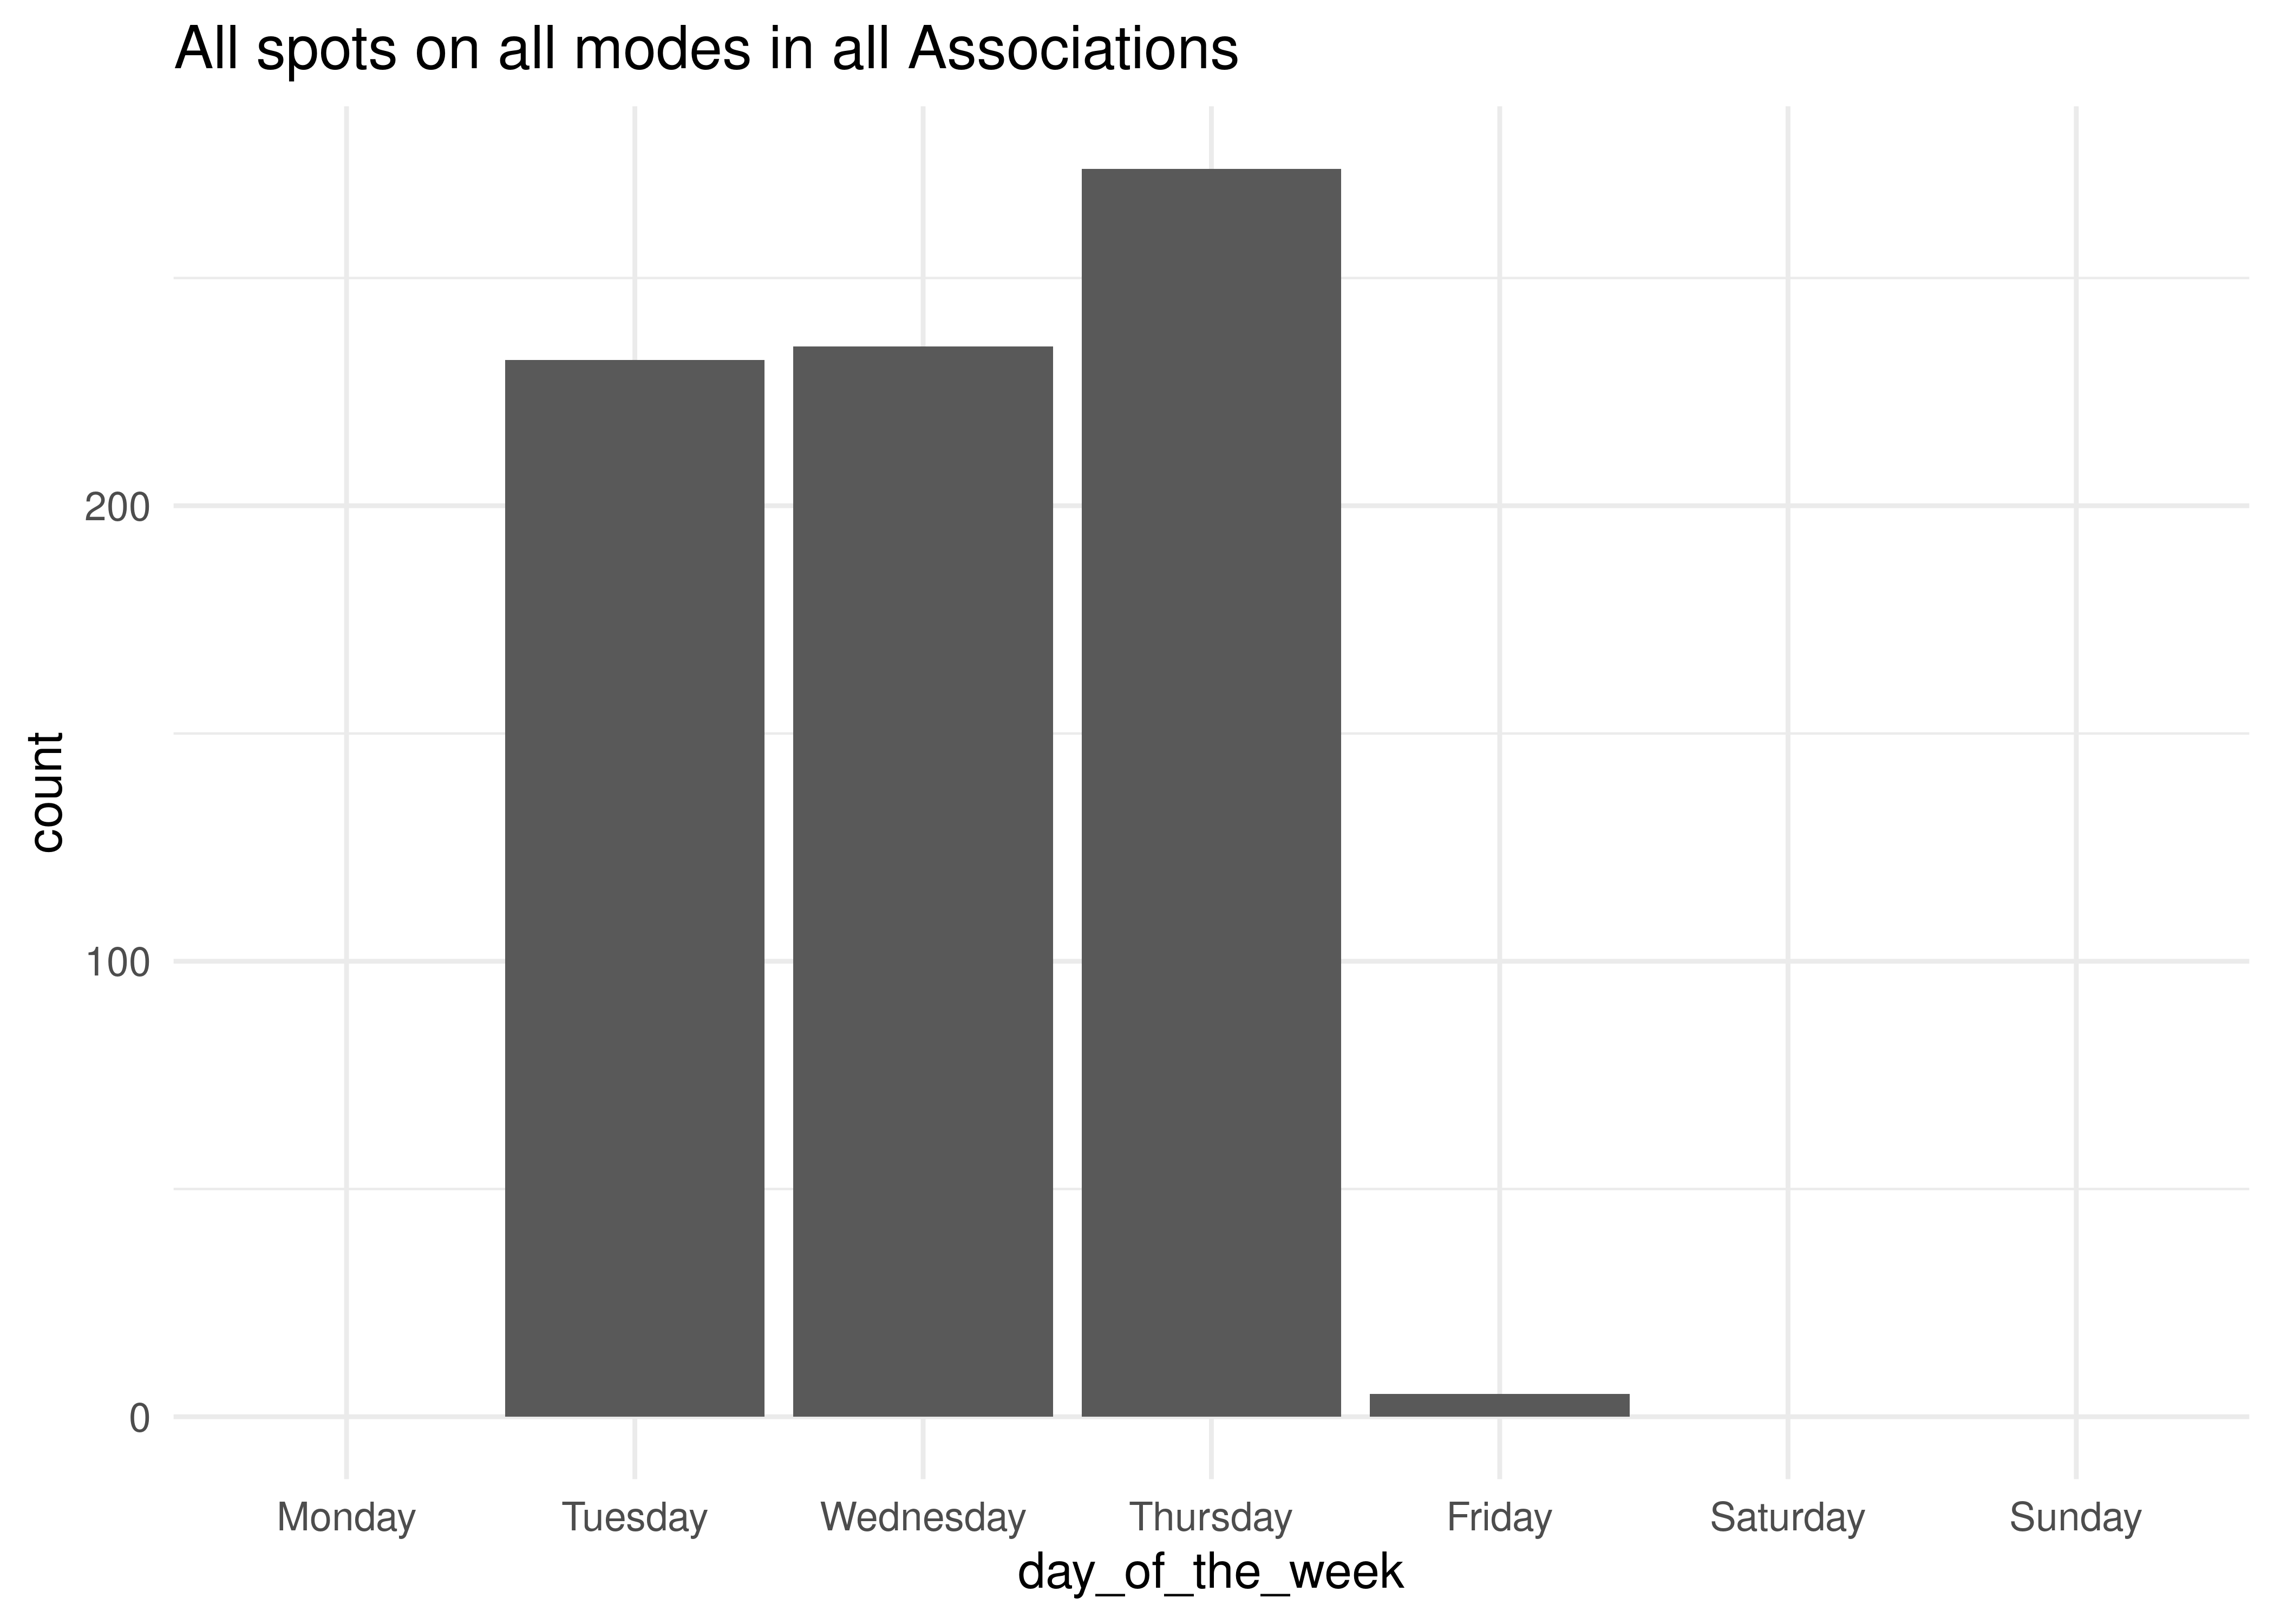 All spots on all modes in all Associations
count
200
100
0
Monday Tuesday Wednesday Thursday Friday Saturday Sunday
day_of_the_week